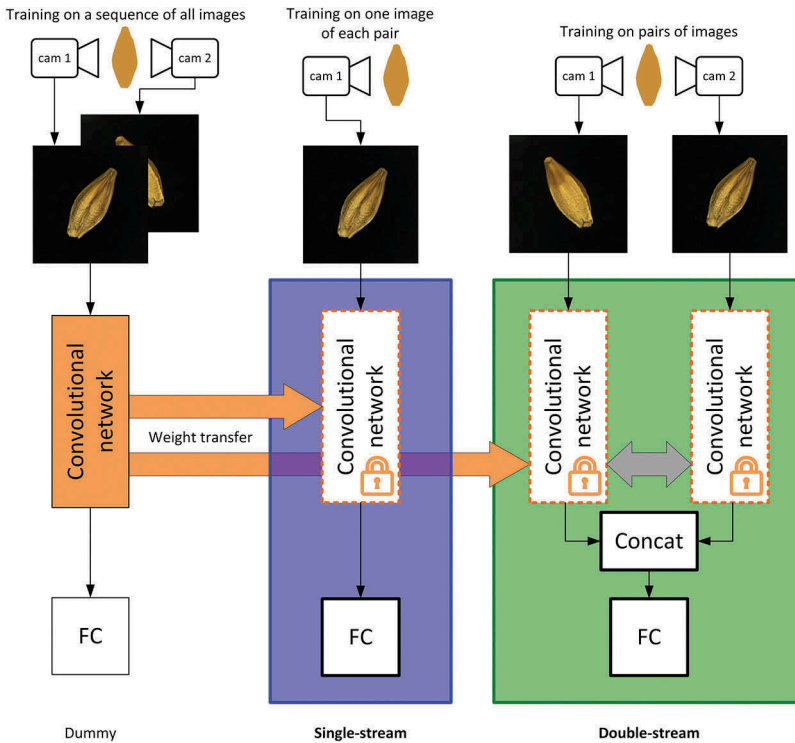 Training on a sequence of all images
cam 1
cam 2
Training on one image
of each pair
cam 1
Training on pairs of images
cam 1
cam 2
Convolutional
network
Weight transfer
Convolutional
network
Convolutional
network
Convolutional
network
Concat
FC
FC
FC
Dummy
Single-stream
Double-stream